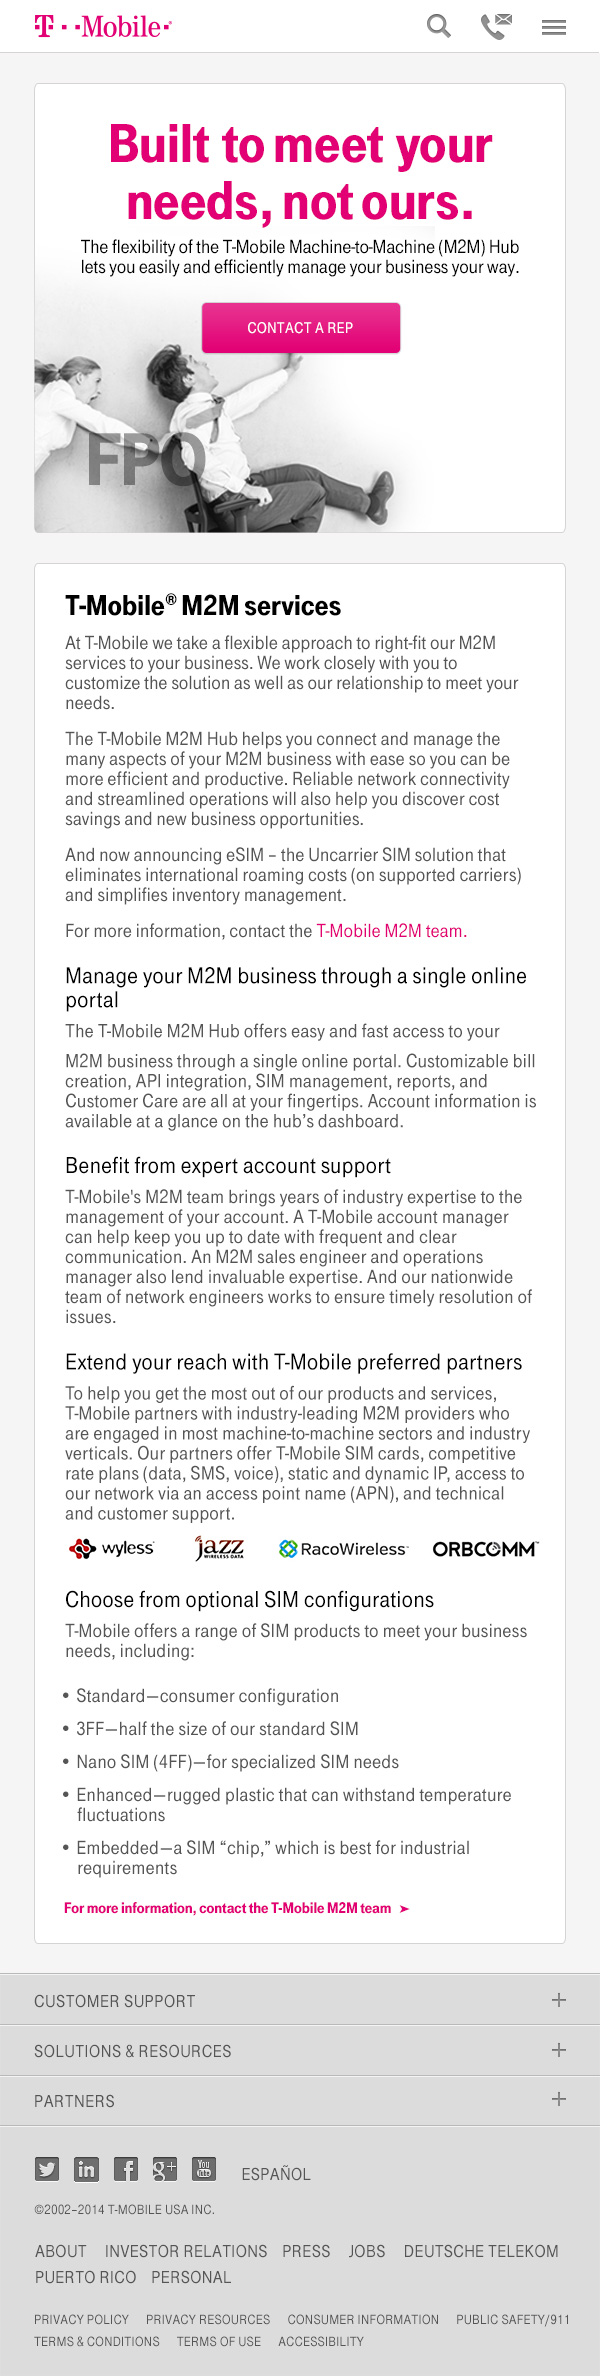 T··Mobile·®
Built to meet your
needs, not ours.
The flexibility of the T-Mobile Machine-to-Machine (M2M) Hub
lets you easily and efficiently manage your business your way.
CONTACT A REP
FPO
T-Mobile® M2M services
At T-Mobile we take a flexible approach to right-fit our M2M
services to your business. We work closely with you to
customize the solution as well as our relationship to meet your
needs.
The T-Mobile M2M Hub helps you connect and manage the
many aspects of your M2M business with ease so you can be
more efficient and productive. Reliable network connectivity
and streamlined operations will also help you discover cost
savings and new business opportunities.
And now announcing eSIM – the Uncarrier SIM solution that
eliminates international roaming costs (on supported carriers)
and simplifies inventory management.
For more information, contact the T-Mobile M2M team.
Manage your M2M business through a single online
portal
The T-Mobile M2M Hub offers easy and fast access to your
M2M business through a single online portal. Customizable bill
creation, API integration, SIM management, reports, and
Customer Care are all at your fingertips. Account information is
available at a glance on the hub’s dashboard.
Benefit from expert account support
T-Mobile's M2M team brings years of industry expertise to the
management of your account. A T-Mobile account manager
can help keep you up to date with frequent and clear
communication. An M2M sales engineer and operations
manager also lend invaluable expertise. And our nationwide
team of network engineers works to ensure timely resolution of
issues.
Extend your reach with T-Mobile preferred partners
To help you get the most out of our products and services,
T-Mobile partners with industry-leading M2M providers who
are engaged in most machine-to-machine sectors and industry
verticals. Our partners offer T-Mobile SIM cards, competitive
rate plans (data, SMS, voice), static and dynamic IP, access to
our network via an access point name (APN), and technical
and customer support.
wyless jazz WIRELESS DATA RacoWireless™ ORBCOMM™
Choose from optional SIM configurations
T-Mobile offers a range of SIM products to meet your business
needs, including:
• Standard—consumer configuration
• 3FF—half the size of our standard SIM
• Nano SIM (4FF)—for specialized SIM needs
• Enhanced—rugged plastic that can withstand temperature
fluctuations
• Embedded—a SIM “chip,” which is best for industrial
requirements
For more information, contact the T-Mobile M2M team ➤
CUSTOMER SUPPORT +
SOLUTIONS & RESOURCES +
PARTNERS +
in f g+ You Tube ESPAÑOL
©2002–2014 T-MOBILE USA INC.
ABOUT INVESTOR RELATIONS PRESS JOBS DEUTSCHE TELEKOM
PUERTO RICO PERSONAL
PRIVACY POLICY PRIVACY RESOURCES CONSUMER INFORMATION PUBLIC SAFETY/911
TERMS & CONDITIONS TERMS OF USE ACCESSIBILITY